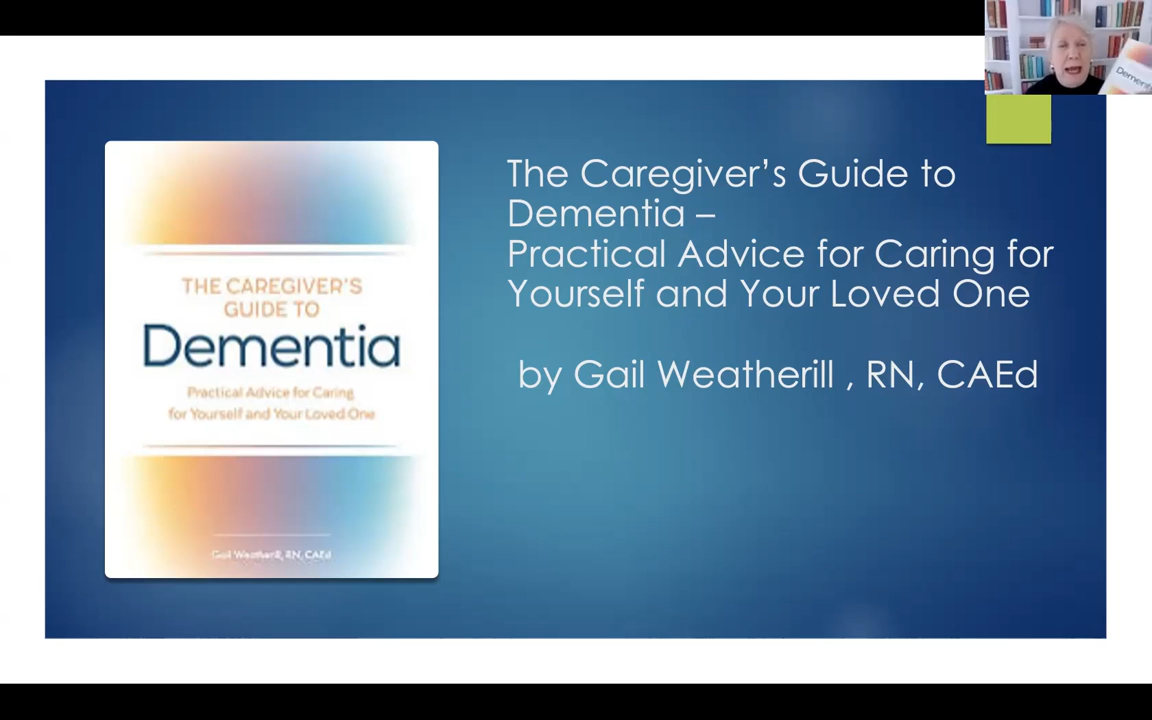 THE CAREGIVER'S
GUIDE TO
Dementia
Practical Advice for Caring
for Yourself and Your Loved One
Gail Weatherill, RN, CAEd
The Caregiver’s Guide to
Dementia –
Practical Advice for Caring for
Yourself and Your Loved One
by Gail Weatherill , RN, CAEd